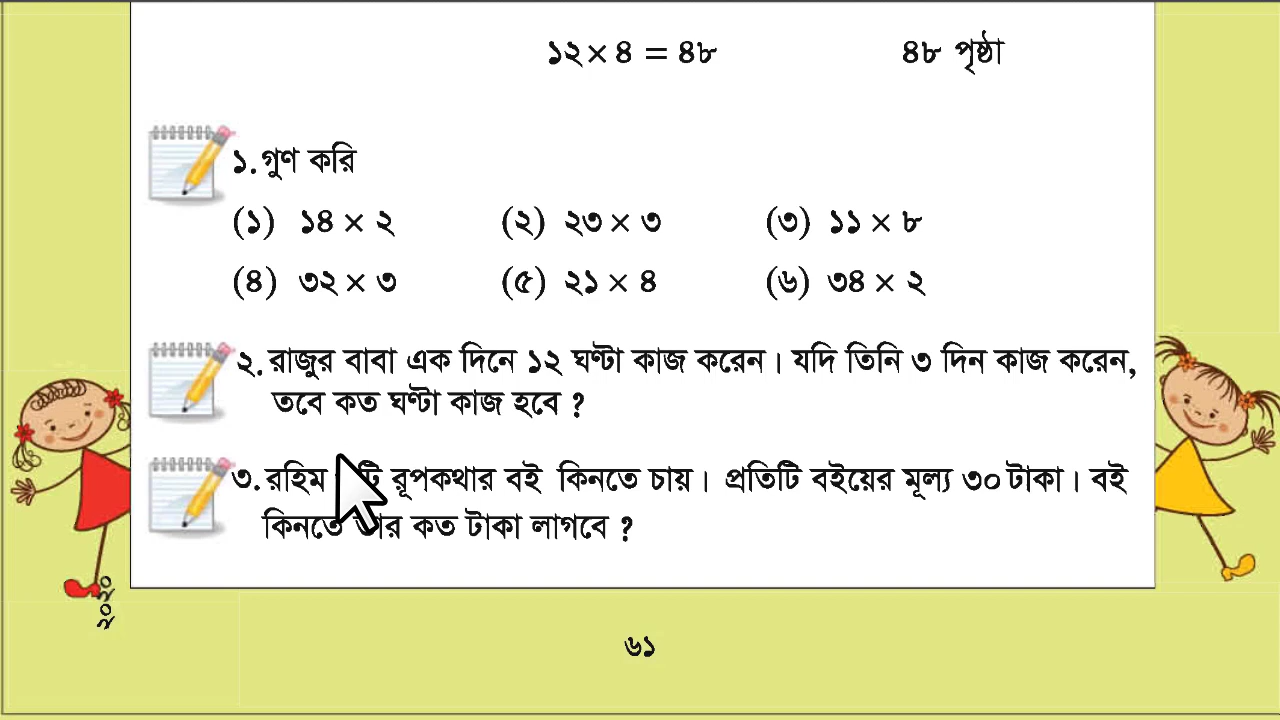 ১২ × ৪ = ৪৮ ৪৮ পৃষ্ঠা
১. গুণ করি
(১) ১৪ × ২ (২) ২৩ × ৩ (৩) ১১ × ৮
(৪) ৩২ × ৩ (৫) ২১ × ৪ (৬) ৩৪ × ২
২. রাজুর বাবা এক দিনে ১২ ঘণ্টা কাজ করেন। যদি তিনি ৩ দিন কাজ করেন,
তবে কত ঘণ্টা কাজ হবে ?
৩. রহিম রূপকথার বই কিনতে চায়। প্রতিটি বইয়ের মূল্য ৩০ টাকা। বই
কিনতে কত টাকা লাগবে ?
২০২০
৬১